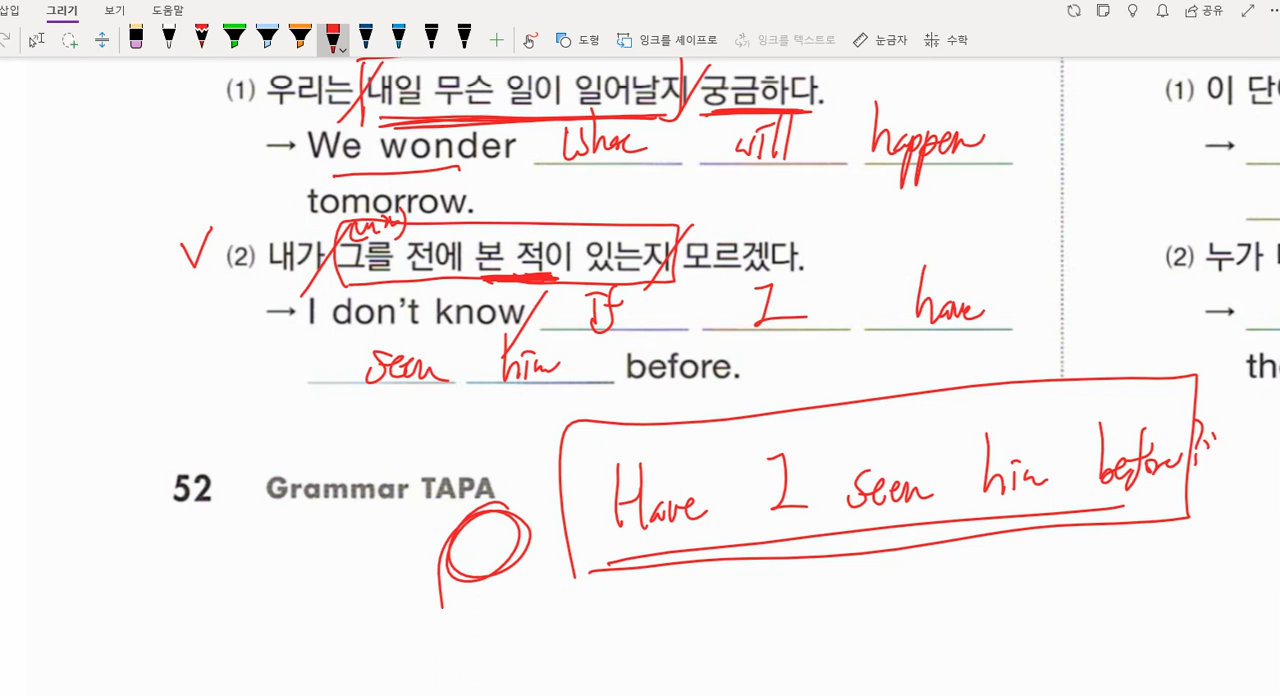 삽입 그리기 보기 도움말
공유
도형 잉크를 셰이프로 잉크를 텍스트로 눈금자 수학
(1) 우리는 내일 무슨 일이 일어날지 궁금하다.
→ We wonder what will happen
tomorrow.
(2) 내가 그를 전에 본 적이 있는지 모르겠다.
→ I don't know If I have
seen him before.
Have I seen him before?
52 Grammar TAPA
(1) 이
→
(2) 누가
→